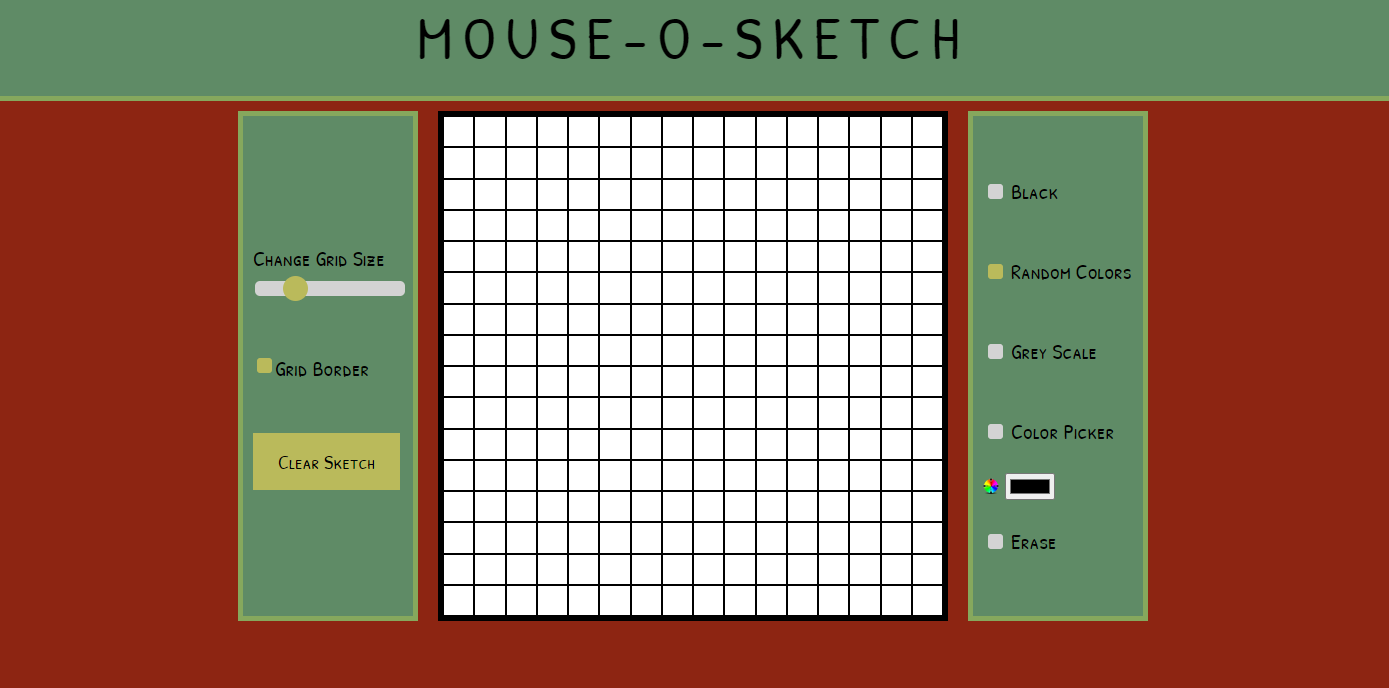 MOUSE-O-SKETCH
Change Grid Size
Grid Border
Clear Sketch
Black
Random Colors
Grey Scale
Color Picker
Erase